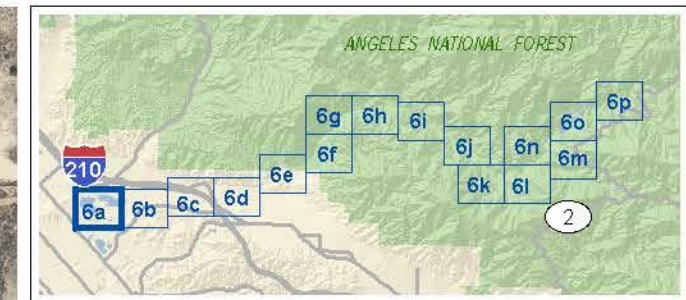 ANGELES NATIONAL FOREST
6p
6g 6h 6i 6o
6f 6j 6n 6m
210 6e
6k 6l
6a 6b 6c 6d
2